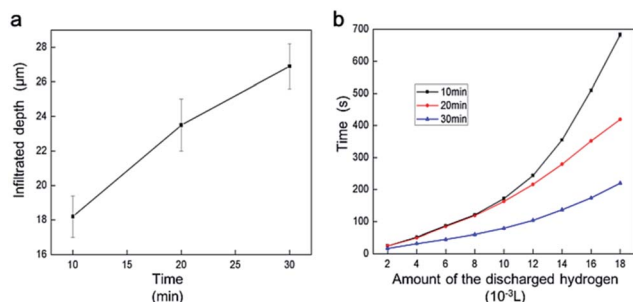 a
Infiltrated depth (μm)
28
26
24
22
20
18
16
10
15
20
25
30
Time
(min)
b
Time
(s)
700
600
500
400
300
200
100
0
10min
20min
30min
2
4
6
8
10
12
14
16
18
Amount of the discharged hydrogen
(10⁻³L)